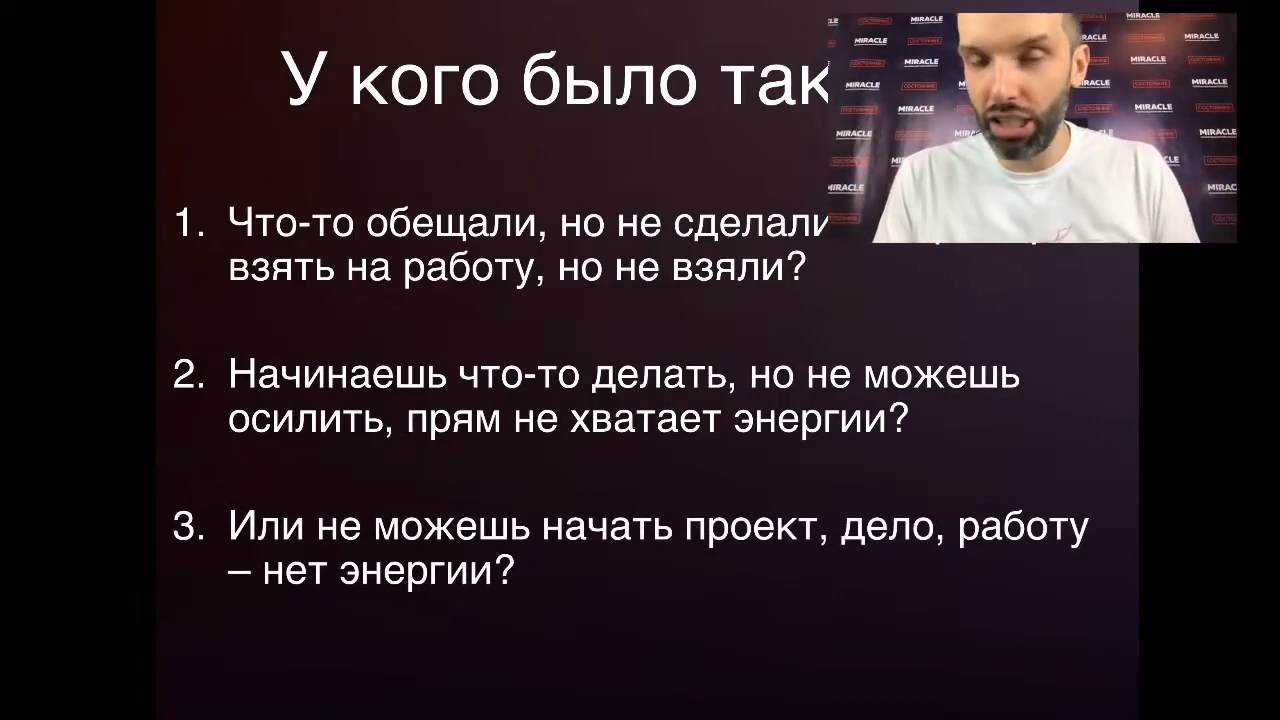 У кого было так
1. Что-то обещали, но не сделали
взять на работу, но не взяли?
2. Начинаешь что-то делать, но не можешь
осилить, прям не хватает энергии?
3. Или не можешь начать проект, дело, работу
– нет энергии?
MIRACLE
СОСТОЯНИЕ